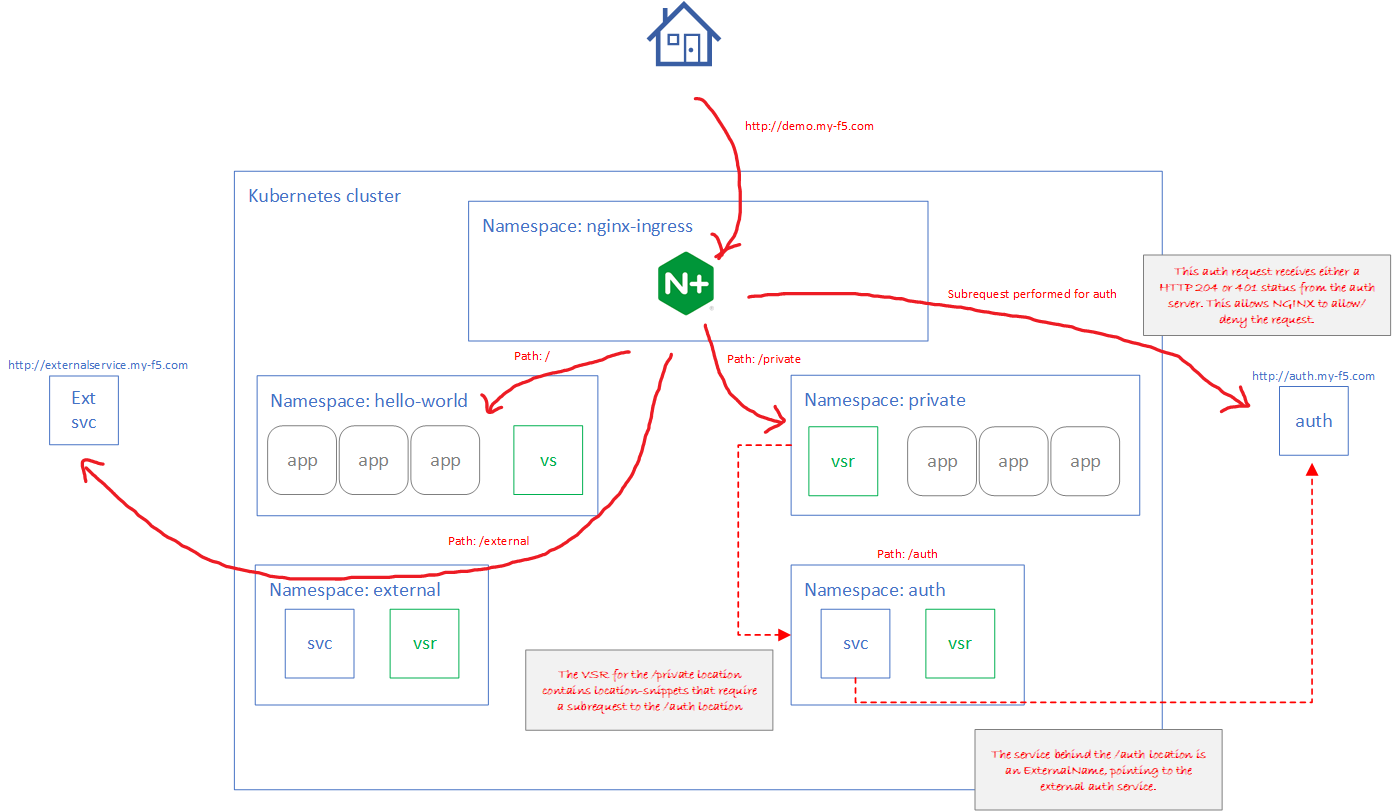 http://demo.my-f5.com
Kubernetes cluster
Namespace: nginx-ingress
N+
Subrequest performed for auth
This auth request receives either a
HTTP 204 or 401 status from the auth
server. This allows NGINX to allow/
deny the request.
http://externalservice.my-f5.com
Ext
svc
Path: /
Path: /private
http://auth.my-f5.com
auth
Namespace: hello-world
app
app
app
vs
Namespace: private
vsr
app
app
app
Path: /external
Path: /auth
Namespace: external
svc
vsr
Namespace: auth
svc
vsr
The VSR for the /private location
contains location-snippets that require
a subrequest to the /auth location
The service behind the /auth location is
an ExternalName, pointing to the
external auth service.